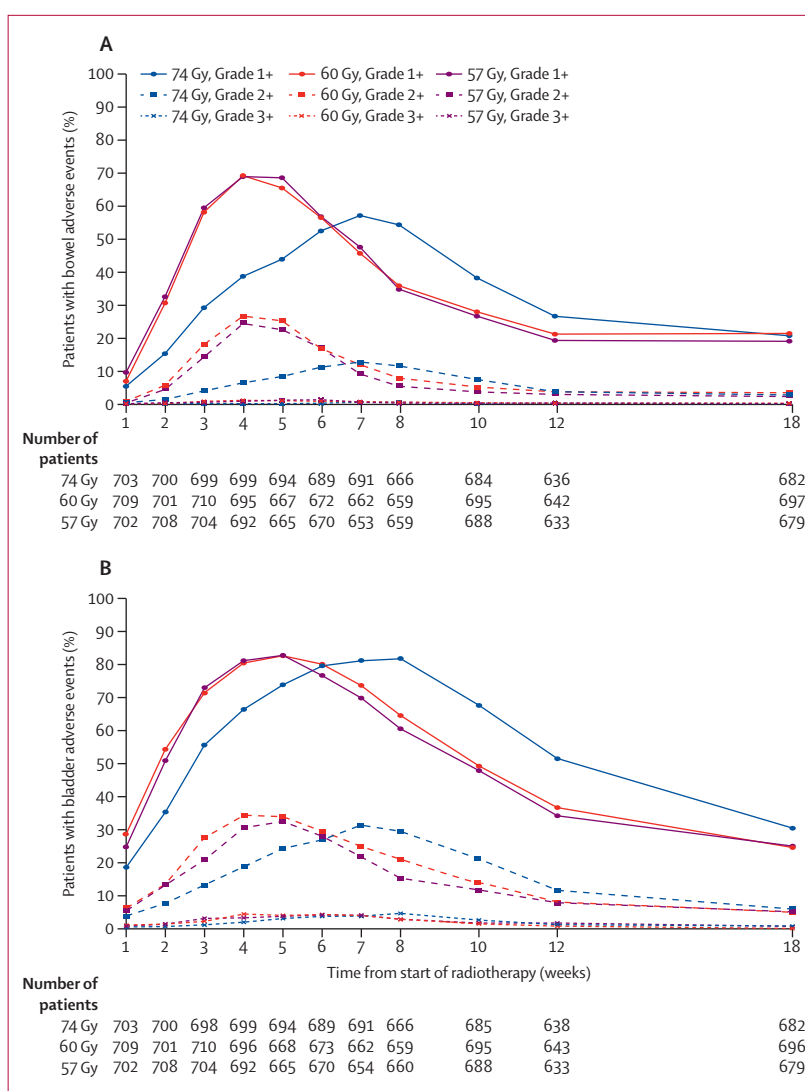 A
100
90
80
70
60
50
40
30
20
10
0
Patients with bowel adverse events (%)
74 Gy, Grade 1+ 60 Gy, Grade 1+ 57 Gy, Grade 1+
74 Gy, Grade 2+ 60 Gy, Grade 2+ 57 Gy, Grade 2+
74 Gy, Grade 3+ 60 Gy, Grade 3+ 57 Gy, Grade 3+
1 2 3 4 5 6 7 8 10 12 18
Number of
patients
74 Gy 703 700 699 699 694 689 691 666 684 636 682
60 Gy 709 701 710 695 667 672 662 659 695 642 697
57 Gy 702 708 704 692 665 670 653 659 688 633 679
B
100
90
80
70
60
50
40
30
20
10
0
Patients with bladder adverse events (%)
1 2 3 4 5 6 7 8 10 12 18
Time from start of radiotherapy (weeks)
Number of
patients
74 Gy 703 700 698 699 694 689 691 666 685 638 682
60 Gy 709 701 710 696 668 673 662 659 695 643 696
57 Gy 702 708 704 692 665 670 654 660 688 633 679